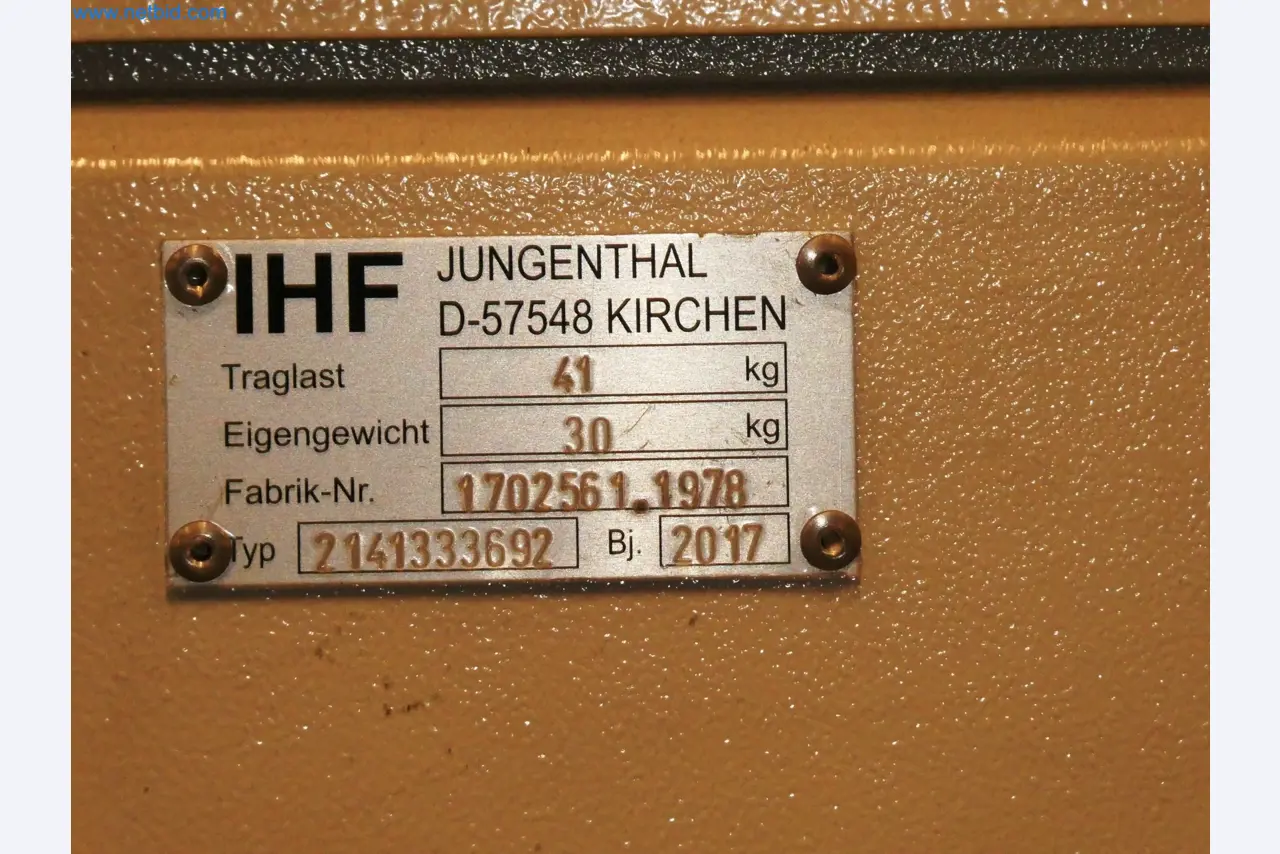 www.netbid.com
IHF JUNGENTHAL
D-57548 KIRCHEN
Traglast 41 kg
Eigengewicht 30 kg
Fabrik-Nr. 1702561.1978
Typ 2141333692 Bj. 2017